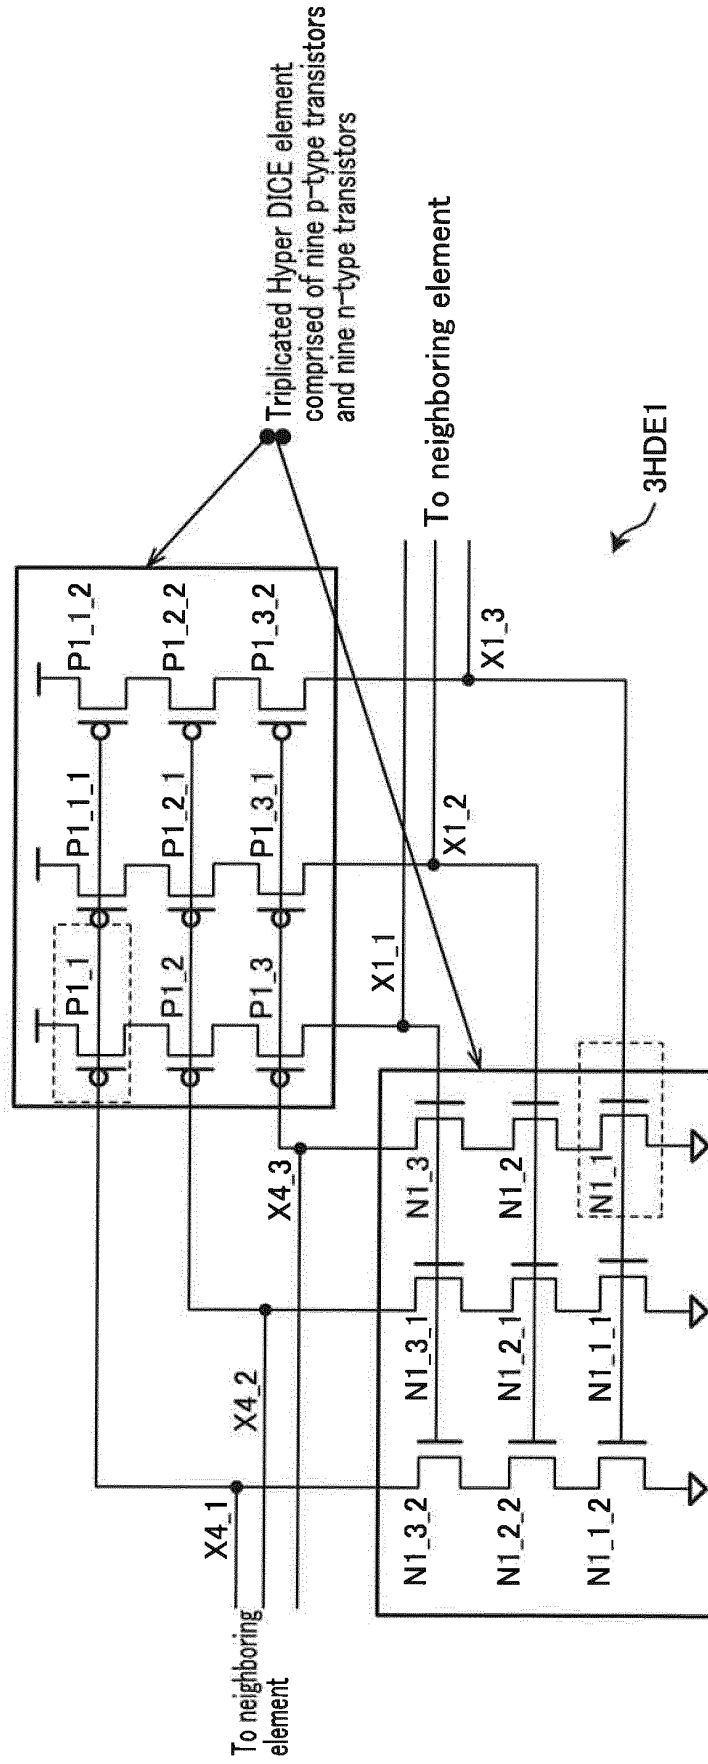 Triplicated Hyper DICE element
comprised of nine p-type transistors
and nine n-type transistors
P1_1
P1_1_1
P1_1_2
P1_2
P1_2_1
P1_2_2
P1_3
P1_3_1
P1_3_2
To neighboring
element
X4_1
X4_2
X4_3
X1_1
X1_2
X1_3
To neighboring element
N1_3_2
N1_3_1
N1_3
N1_2_2
N1_2_1
N1_2
N1_1_2
N1_1_1
N1_1
3HDE1